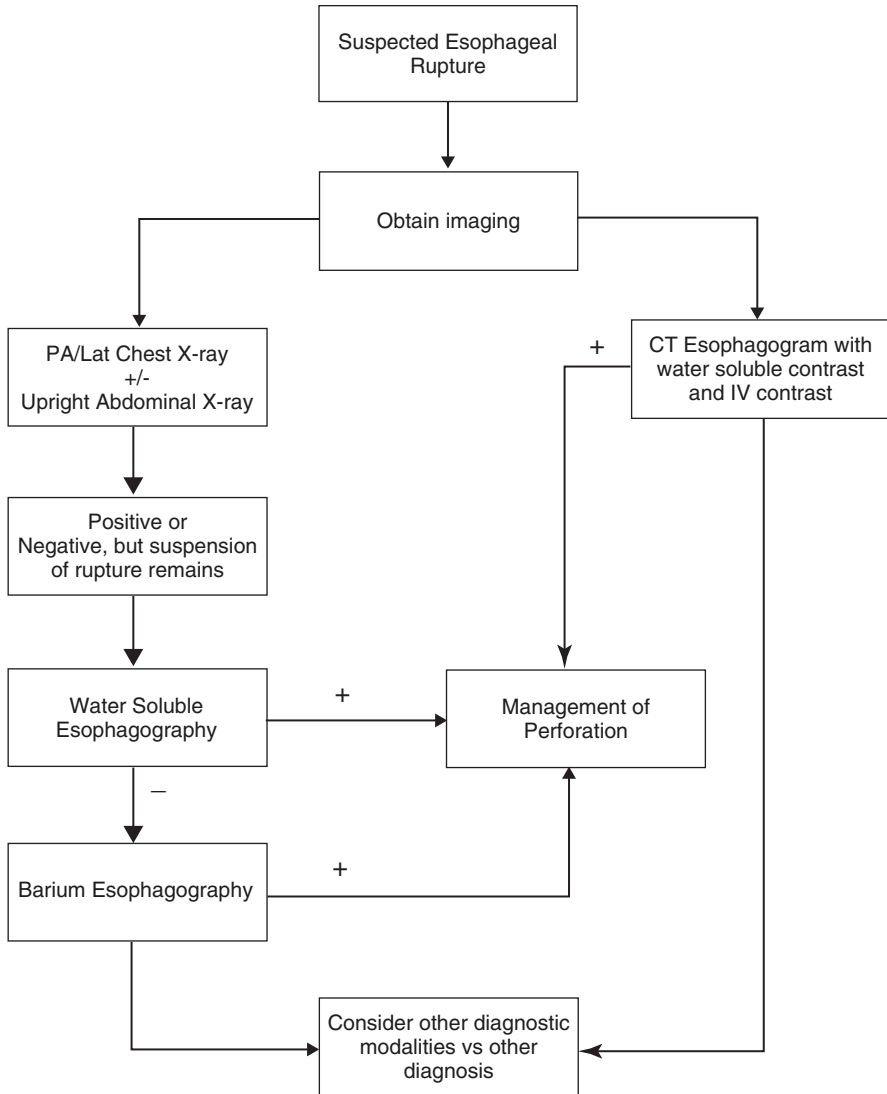 Suspected Esophageal
Rupture
Obtain imaging
PA/Lat Chest X-ray
+/-
Upright Abdominal X-ray
+
CT Esophagogram with
water soluble contrast
and IV contrast
Positive or
Negative, but suspension
of rupture remains
Water Soluble
Esophagography
+
Management of
Perforation
–
Barium Esophagography
+
Consider other diagnostic
modalities vs other
diagnosis